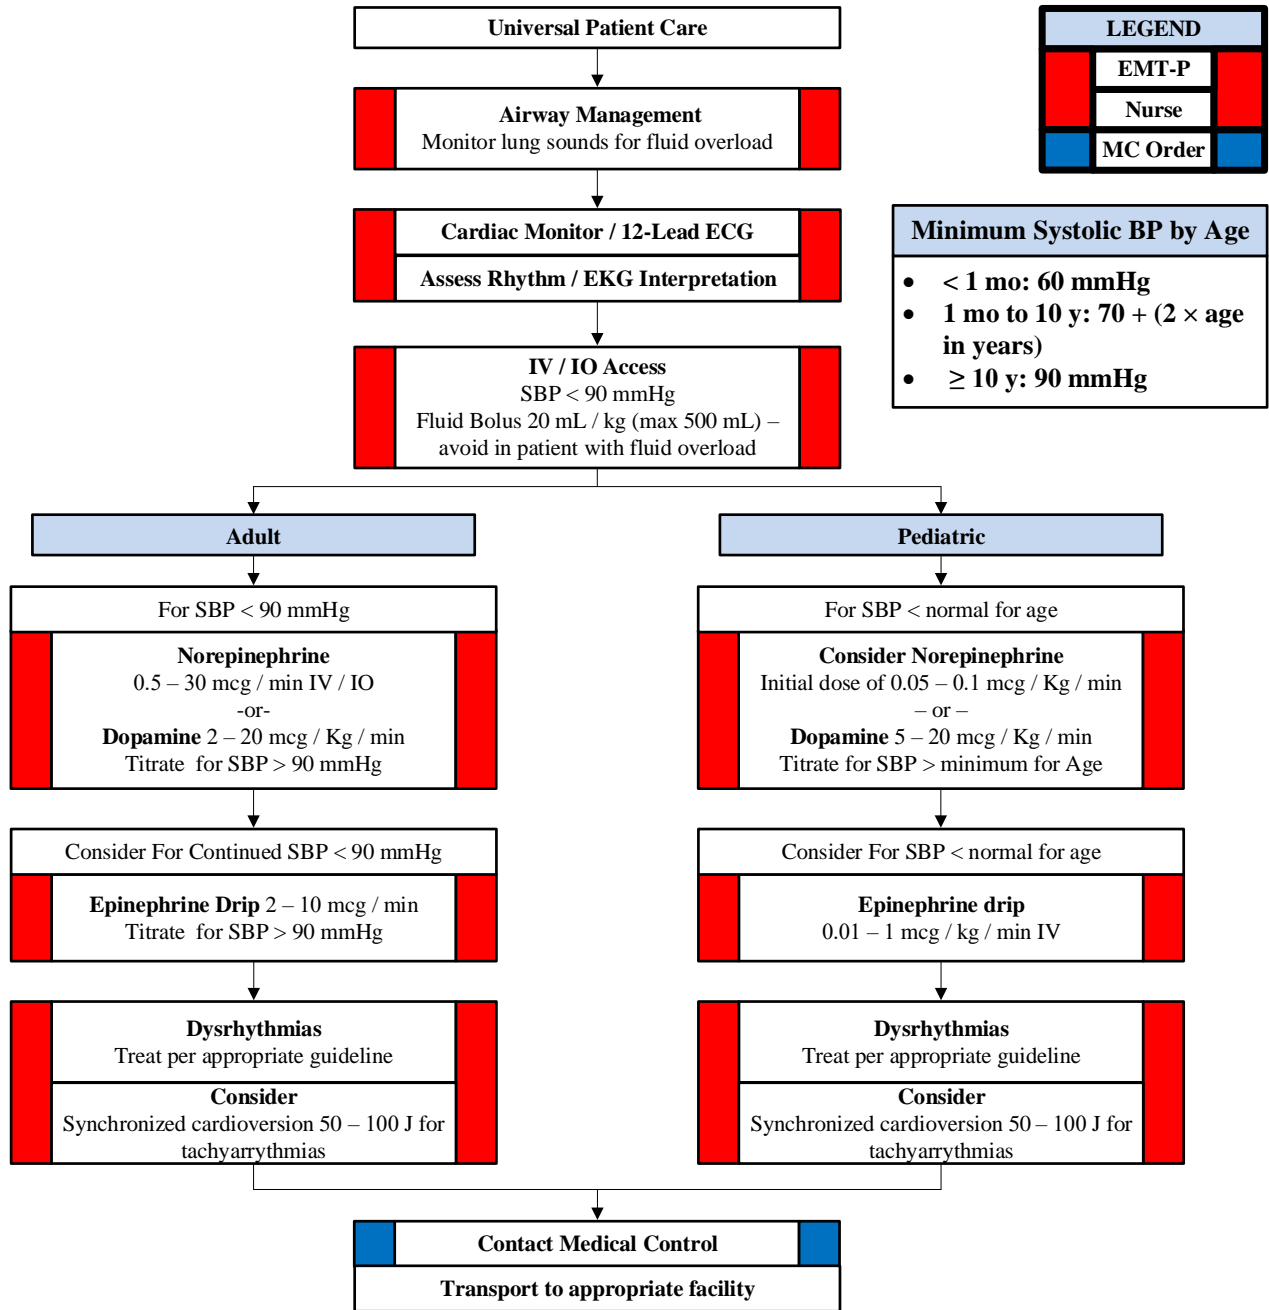 Universal Patient Care
LEGEND
EMT-P
Nurse
MC Order
Airway Management
Monitor lung sounds for fluid overload
Cardiac Monitor / 12-Lead ECG
Assess Rhythm / EKG Interpretation
Minimum Systolic BP by Age
• < 1 mo: 60 mmHg
• 1 mo to 10 y: 70 + (2 × age
in years)
• ≥ 10 y: 90 mmHg
IV / IO Access
SBP < 90 mmHg
Fluid Bolus 20 mL / kg (max 500 mL) –
avoid in patient with fluid overload
Adult
For SBP < 90 mmHg
Norepinephrine
0.5 – 30 mcg / min IV / IO
-or-
Dopamine 2 – 20 mcg / Kg / min
Titrate for SBP > 90 mmHg
Consider For Continued SBP < 90 mmHg
Epinephrine Drip 2 – 10 mcg / min
Titrate for SBP > 90 mmHg
Dysrhythmias
Treat per appropriate guideline
Consider
Synchronized cardioversion 50 – 100 J for
tachyarrythmias
Pediatric
For SBP < normal for age
Consider Norepinephrine
Initial dose of 0.05 – 0.1 mcg / Kg / min
– or –
Dopamine 5 – 20 mcg / Kg / min
Titrate for SBP > minimum for Age
Consider For SBP < normal for age
Epinephrine drip
0.01 – 1 mcg / kg / min IV
Dysrhythmias
Treat per appropriate guideline
Consider
Synchronized cardioversion 50 – 100 J for
tachyarrythmias
Contact Medical Control
Transport to appropriate facility